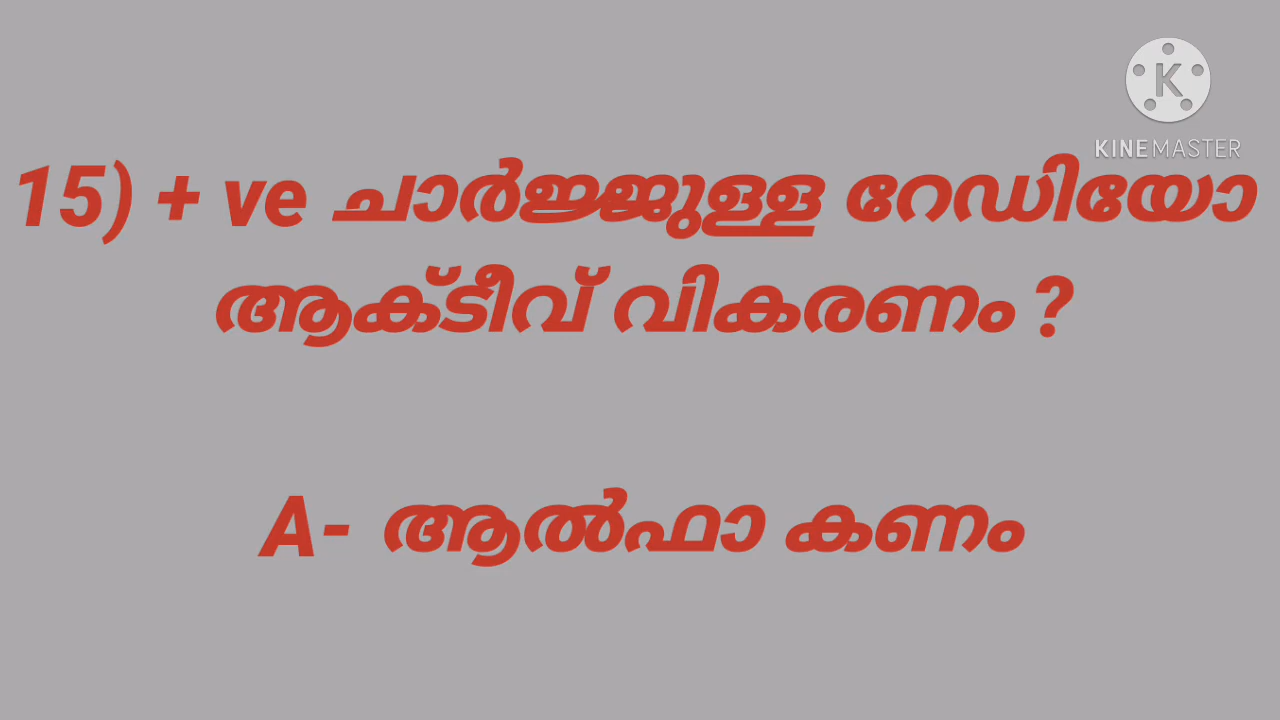 K
KINEMASTER
15) + ve ചാർജ്ജുള്ള റേഡിയോ
ആക്ടീവ് വികരണം ?
A- ആൽഫാ കണം